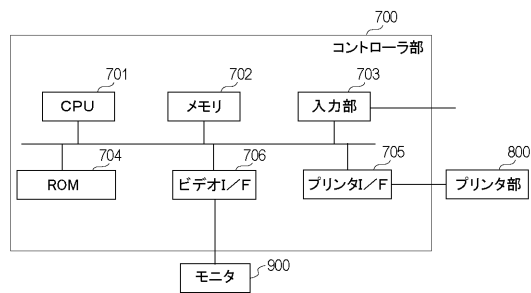 700
コントローラ部
701
702
703
CPU
メモリ
入力部
704
706
705
800
ROM
ビデオI／F
プリンタI／F
プリンタ部
900
モニタ